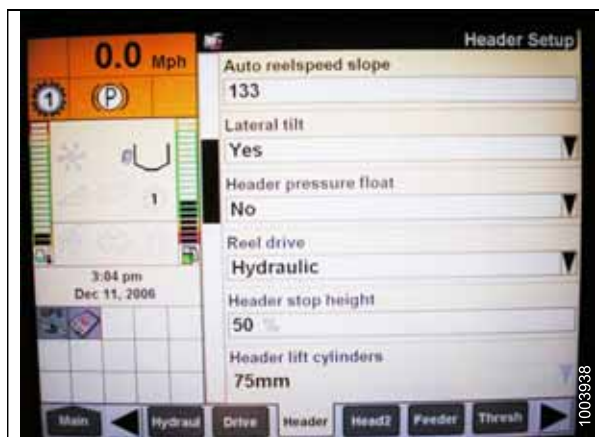 0.0 Mph
Header Setup
1
(P)
Auto reelspeed slope
133
Lateral tilt
Yes
1
Header pressure float
No
Reel drive
Hydraulic
3:04 pm
Dec 11, 2006
Header stop height
50 %
Header lift cylinders
75mm
Main
Hydraul
Drive
Header
Head2
Feeder
Thresh
1003938